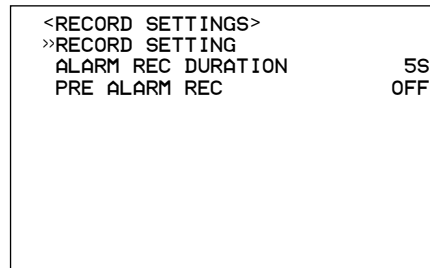 <RECORD SETTINGS>
»RECORD SETTING
ALARM REC DURATION 5S
PRE ALARM REC OFF